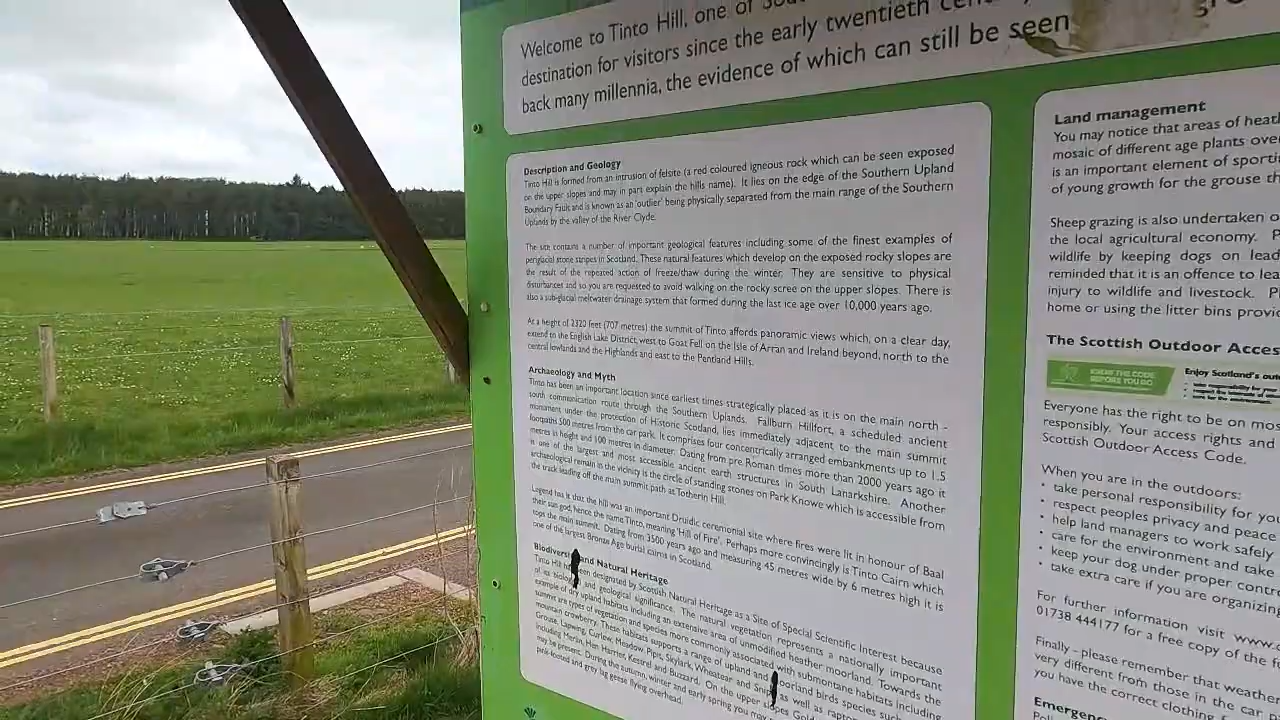 Welcome to Tinto Hill, one of
destination for visitors since the early twentieth
back many millennia, the evidence of which can still be seen
Description and Geology
Tinto Hill is formed from an intrusion of felsite (a red coloured igneous rock which can be seen exposed
on the upper slopes and may in part explain the hills name). It lies on the edge of the Southern Upland
Boundary Fault and is known as an 'outlier' being physically separated from the main range of the Southern
Uplands by the valley of the River Clyde.
The site contains a number of important geological features including some of the finest examples of
periglacial stone stripes in Scotland. These natural features which develop on the exposed rocky slopes are
the result of the repeated action of freeze/thaw during the winter. They are sensitive to physical
disturbances and so you are requested to avoid walking on the rocky scree on the upper slopes. There is
also a sub-glacial meltwater drainage system that formed during the last ice age over 10,000 years ago.
At a height of 2320 feet (707 metres) the summit of Tinto affords panoramic views which, on a clear day,
extend to the English Lake District, west to Goat Fell on the Isle of Arran and Ireland beyond, north to the
central lowlands and the Highlands and east to the Pentland Hills.
Archaeology and Myth
Tinto has been an important location since earliest times strategically placed as it is on the main north -
south communication route through the Southern Uplands. Fallburn Hillfort, a scheduled ancient
monument under the protection of Historic Scotland, lies immediately adjacent to the main summit
footpaths 500 metres from the car park. It comprises four concentrically arranged embankments up to 1.5
metres in height and 100 metres in diameter. Dating from pre Roman times more than 2000 years ago it
is one of the largest and most accessible ancient earth structures in South Lanarkshire. Another
archaeological remain in the vicinity is the circle of standing stones on Park Knowe which is accessible from
the track leading off the main summit path at Totherin Hill.
Legend has it that the hill was an important Druidic ceremonial site where fires were lit in honour of Baal
their sun god, hence the name Tinto, meaning 'Hill of Fire'. Perhaps more convincingly is Tinto Cairn which
tops the main summit. Dating from 3500 years ago and measuring 45 metres wide by 6 metres high it is
one of the largest Bronze Age burial cairns in Scotland.
Biodiversity and Natural Heritage
Tinto Hill has been designated by Scottish Natural Heritage as a Site of Special Scientific Interest because
of its biological and geological significance. The natural vegetation represents a nationally important
example of dry upland habitats including an extensive area of unmodified heather moorland. Towards the
summit are types of vegetation and species more commonly associated with submontane habitats including
mountain crowberry. These habitats supports a range of upland and moorland birds species such
Grouse, Lapwing, Curlew, Meadow Pipit, Skylark, Wheatear and Snipe as well as raptors
including Merlin, Hen Harrier, Kestrel and Buzzard. On the upper slopes
may be present. During the autumn, winter and early spring you may
pink-footed and grey lag geese flying overhead.
Land management
You may notice that areas of
mosaic of different age plants
is an important element of
of young growth for the grouse
Sheep grazing is also undertaken
the local agricultural economy.
wildlife by keeping dogs on
reminded that it is an offence to
injury to wildlife and livestock.
home or using the litter bins
The Scottish Outdoor
KNOW THE CODE
BEFORE YOU GO
Enjoy Scotland's
Everyone has the right to be on
responsibly. Your access rights and
Scottish Outdoor Access Code.
When you are in the outdoors:
• take personal responsibility for
• respect peoples privacy and peace
• help land managers to work safely
• care for the environment and take
• keep your dog under proper
• take extra care if you are
For further information visit
01738 444177 for a free copy of the
Finally - please remember that
very different from those in the car
you have the correct